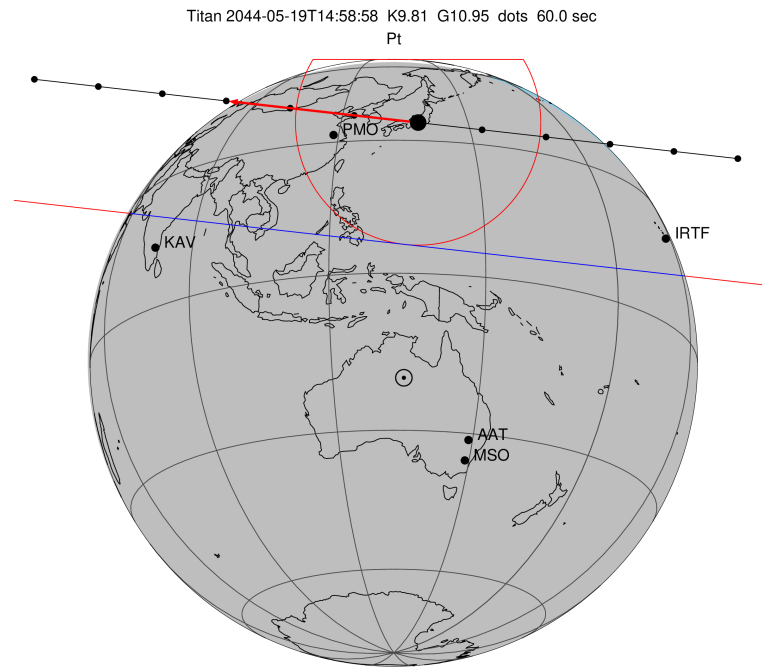 Titan 2044-05-19T14:58:58  K9.81  G10.95  dots  60.0 sec
Pt
PMO
IRTF
KAV
AAT
MSO